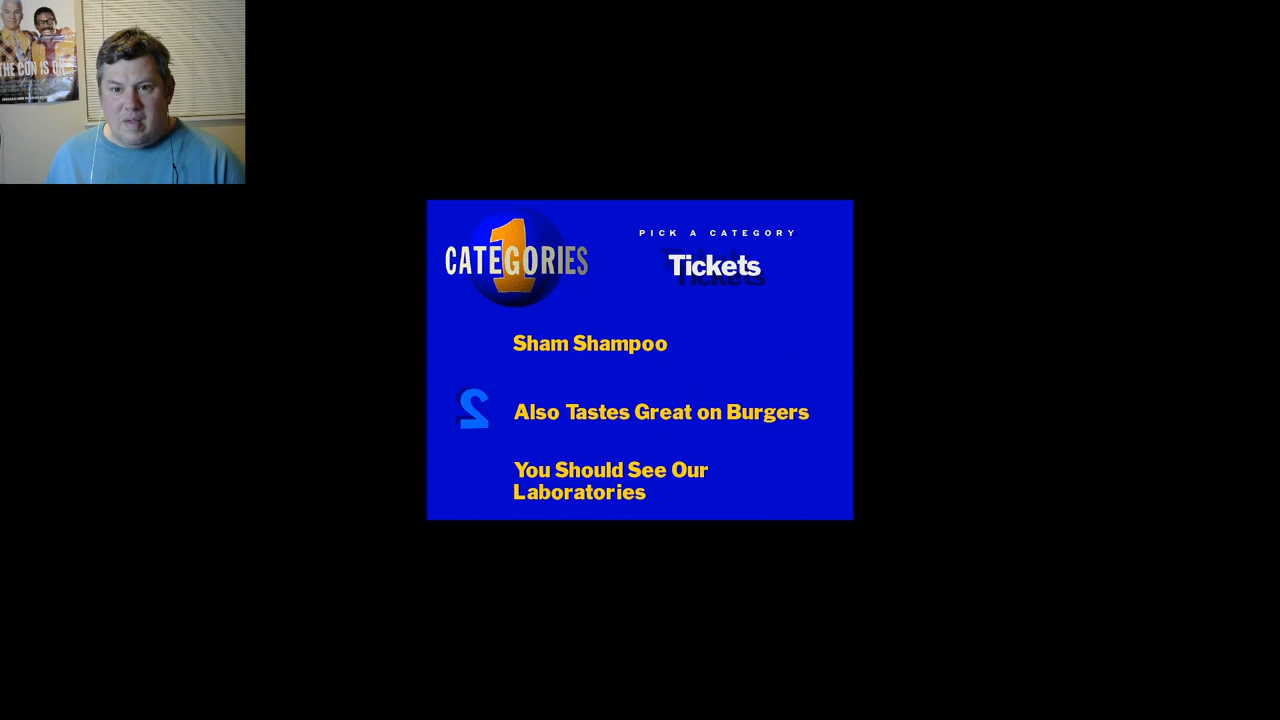 THE CON IS ON
CATEGORIES
1
PICK A CATEGORY
Tickets
Sham Shampoo
2
Also Tastes Great on Burgers
You Should See Our
Laboratories